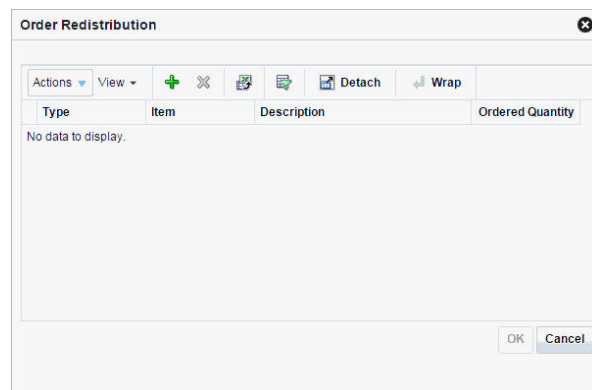 Order Redistribution
Actions View Detach Wrap
Type Item Description Ordered Quantity
No data to display.
OK Cancel